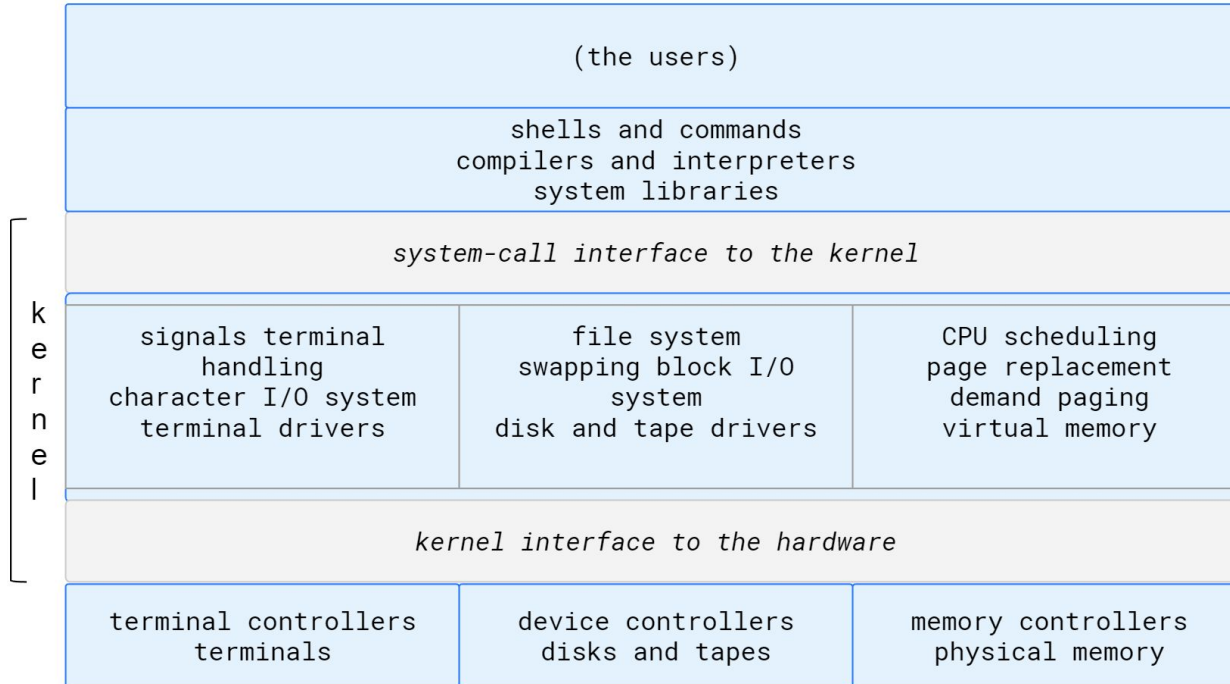 (the users)
shells and commands
compilers and interpreters
system libraries
system-call interface to the kernel
kernel
signals terminal
handling
character I/O system
terminal drivers
file system
swapping block I/O
system
disk and tape drivers
CPU scheduling
page replacement
demand paging
virtual memory
kernel interface to the hardware
terminal controllers
terminals
device controllers
disks and tapes
memory controllers
physical memory